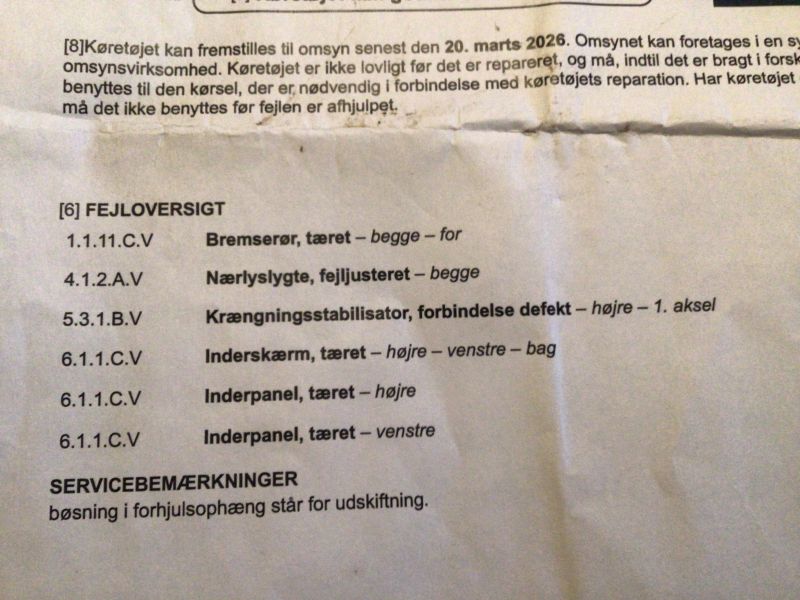 [8]Køretøjet kan fremstilles til omsyn senest den 20. marts 2026. Omsynet kan foretages i en
omsynsvirksomhed. Køretøjet er ikke lovligt før det er repareret, og må, indtil det er bragt i
benyttes til den kørsel, der er nødvendig i forbindelse med køretøjets reparation. Har køretøjet
må det ikke benyttes før fejlen er afhjulpet.
[6] FEJLOVERSIGT
1.1.11.C.V Bremserør, tæret – begge – for
4.1.2.A.V Nærlyslygte, fejljusteret – begge
5.3.1.B.V Krængningsstabilisator, forbindelse defekt – højre – 1. aksel
6.1.1.C.V Inderskærm, tæret – højre – venstre – bag
6.1.1.C.V Inderpanel, tæret – højre
6.1.1.C.V Inderpanel, tæret – venstre
SERVICEBEMÆRKNINGER
bøsning i forhjulsophæng står for udskiftning.